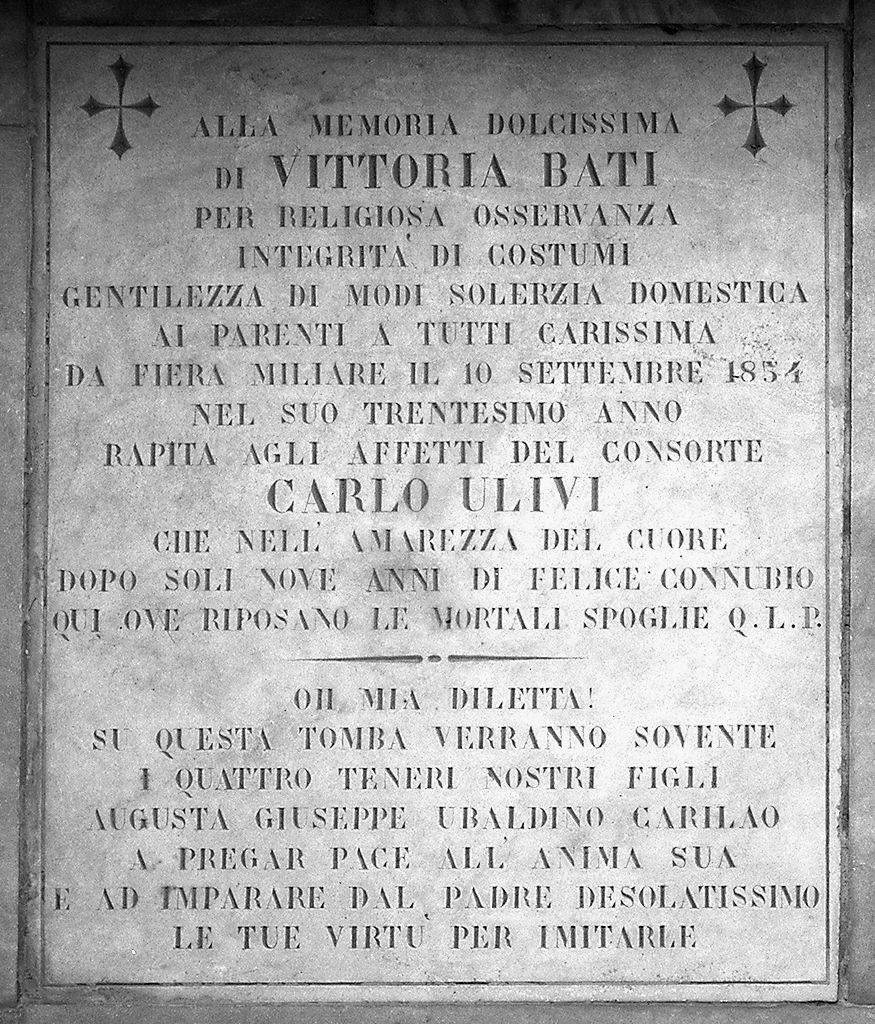 ALLA MEMORIA DOLCISSIMA
DI VITTORIA BATI
PER RELIGIOSA OSSERVANZA
INTEGRITA' DI COSTUMI
GENTILEZZA DI MODI SOLERZIA DOMESTICA
AI PARENTI A TUTTI CARISSIMA
DA FIERA MILIARE IL 10 SETTEMBRE 1854
NEL SUO TRENTESIMO ANNO
RAPITA AGLI AFFETTI DEL CONSORTE
CARLO ULIVI
CHE NELL' AMAREZZA DEL CUORE
DOPO SOLI NOVE ANNI DI FELICE CONNUBIO
QUI OVE RIPOSANO LE MORTALI SPOGLIE Q.L.P.
OH MIA DILETTA!
SU QUESTA TOMBA VERRANNO SOVENTE
I QUATTRO TENERI NOSTRI FIGLI
AUGUSTA GIUSEPPE UBALDINO CARILAO
A PREGAR PACE ALL' ANIMA SUA
E AD IMPARARE DAL PADRE DESOLATISSIMO
LE TUE VIRTU' PER IMITARLE